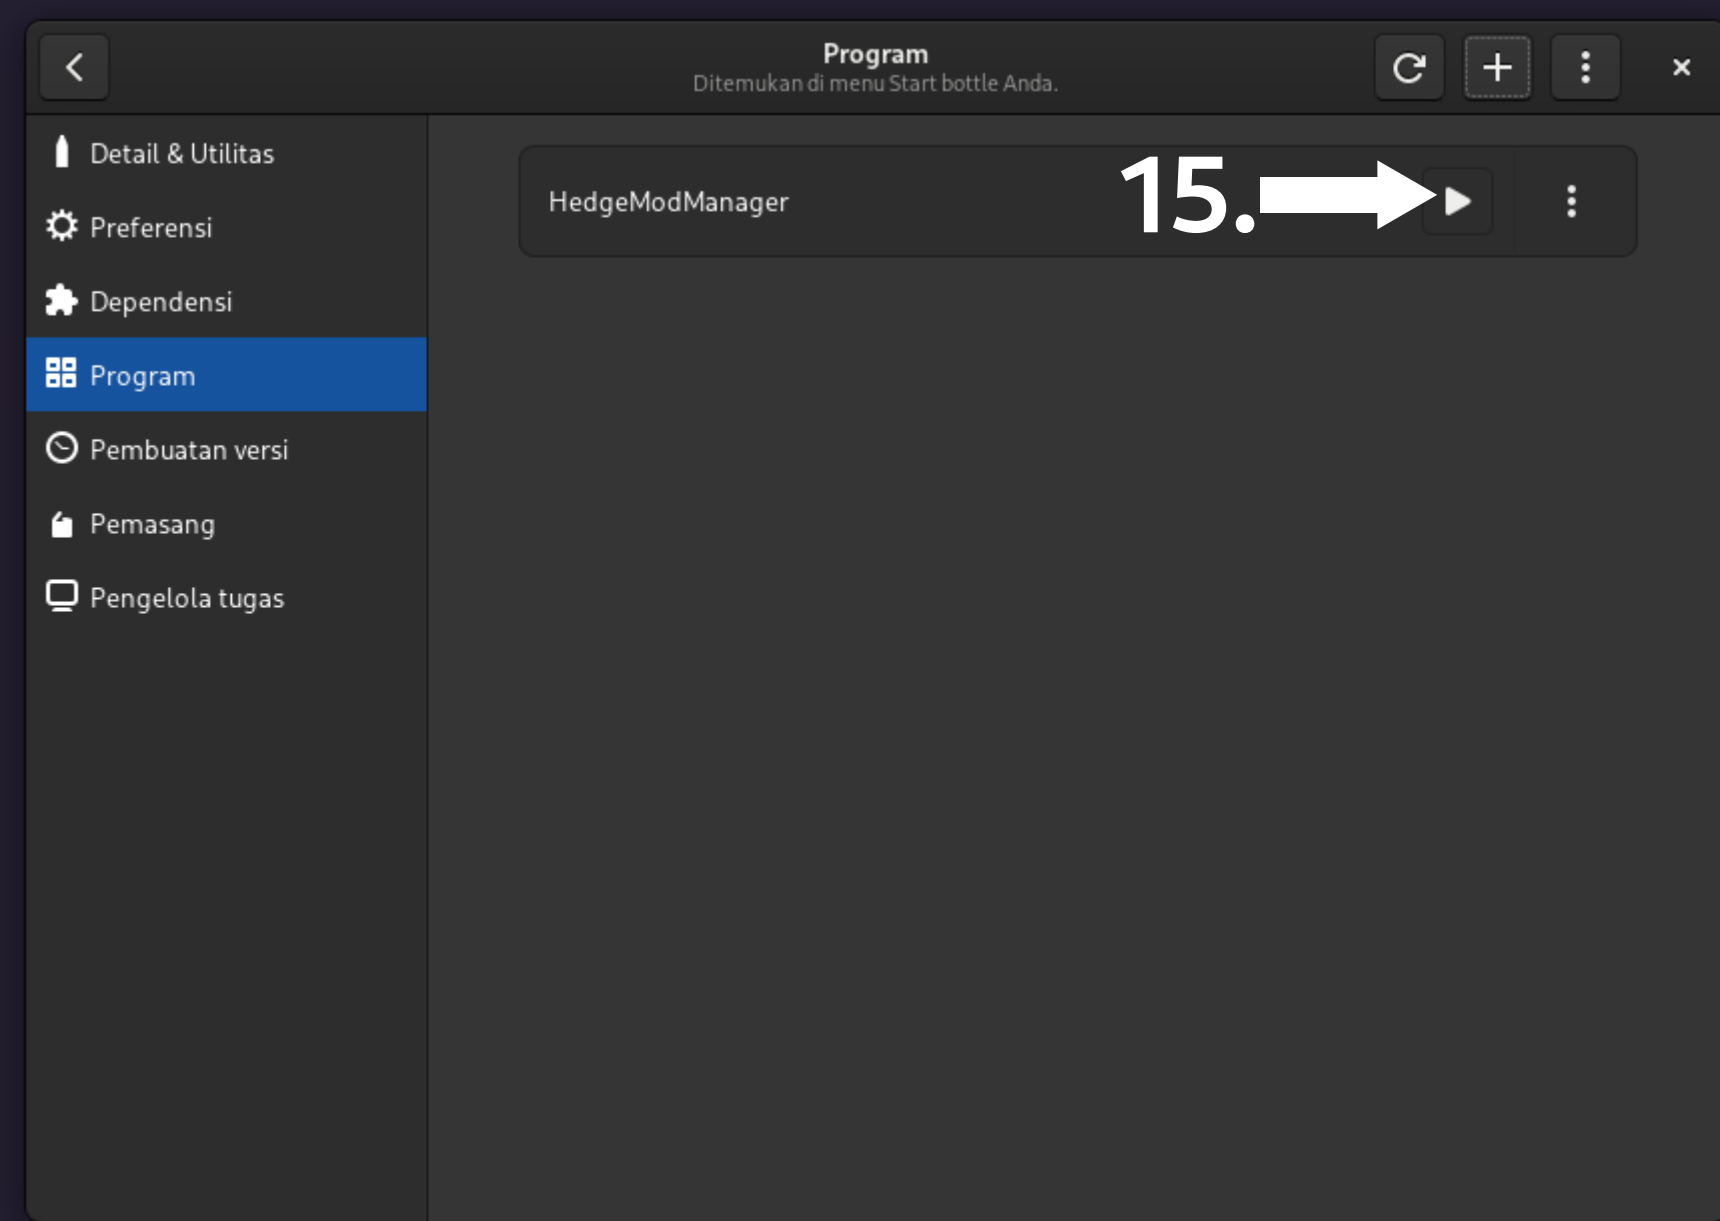 Program
Ditemukan di menu Start bottle Anda.
Detail & Utilitas
Preferensi
Dependensi
Program
Pembuatan versi
Pemasang
Pengelola tugas
HedgeModManager
15.